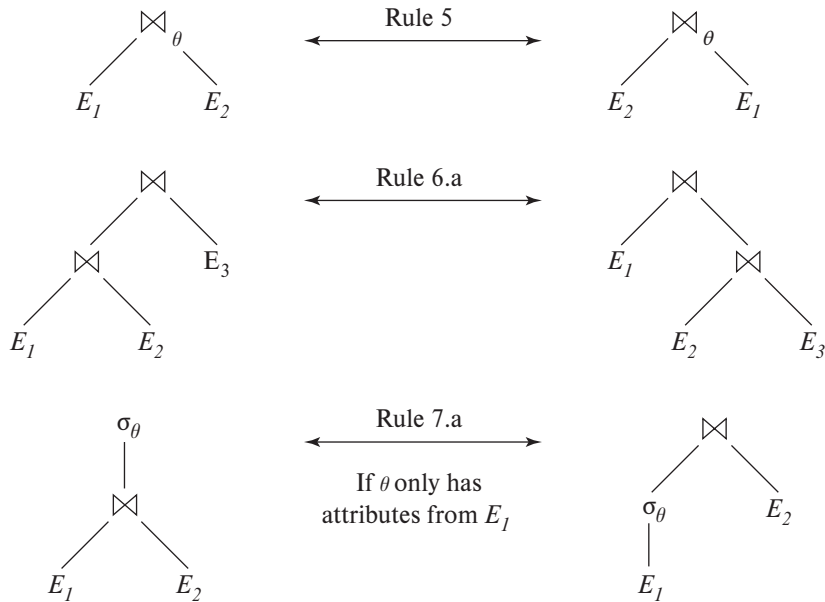 ⋈θ Rule 5 ⋈θ
E1 E2 E2 E1
⋈ Rule 6.a ⋈
⋈ E3 E1 ⋈
E1 E2 E2 E3
σθ Rule 7.a ⋈
If θ only has
attributes from E1
⋈ σθ E2
E1 E2 E1